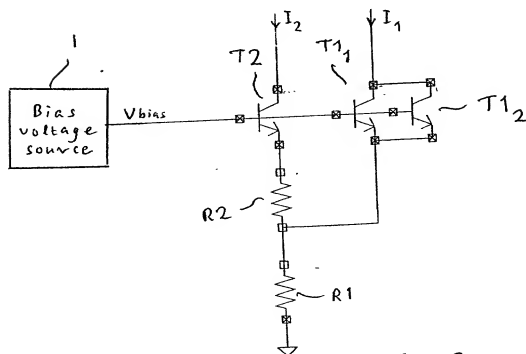 1
I2
I1
T2
T11
T12
Bias
voltage
source
Vbias
R2
R1